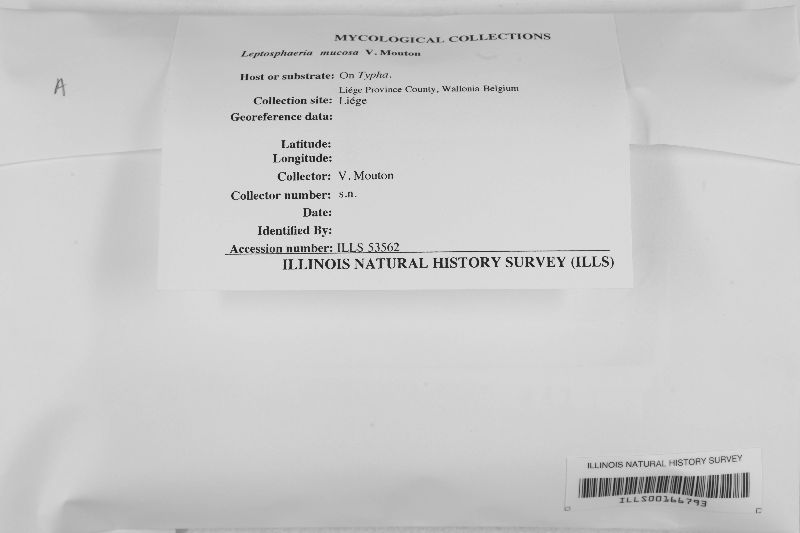 MYCOLOGICAL COLLECTIONS
Leptosphaeria mucosa V. Mouton
A
Host or substrate: On Typha.
Liége Province County, Wallonia Belgium
Collection site: Liége
Georeference data:
Latitude:
Longitude:
Collector: V. Mouton
Collector number: s.n.
Date:
Identified By:
Accession number: ILLS 53562
ILLINOIS NATURAL HISTORY SURVEY (ILLS)
ILLINOIS NATURAL HISTORY SURVEY
ILLS00166793